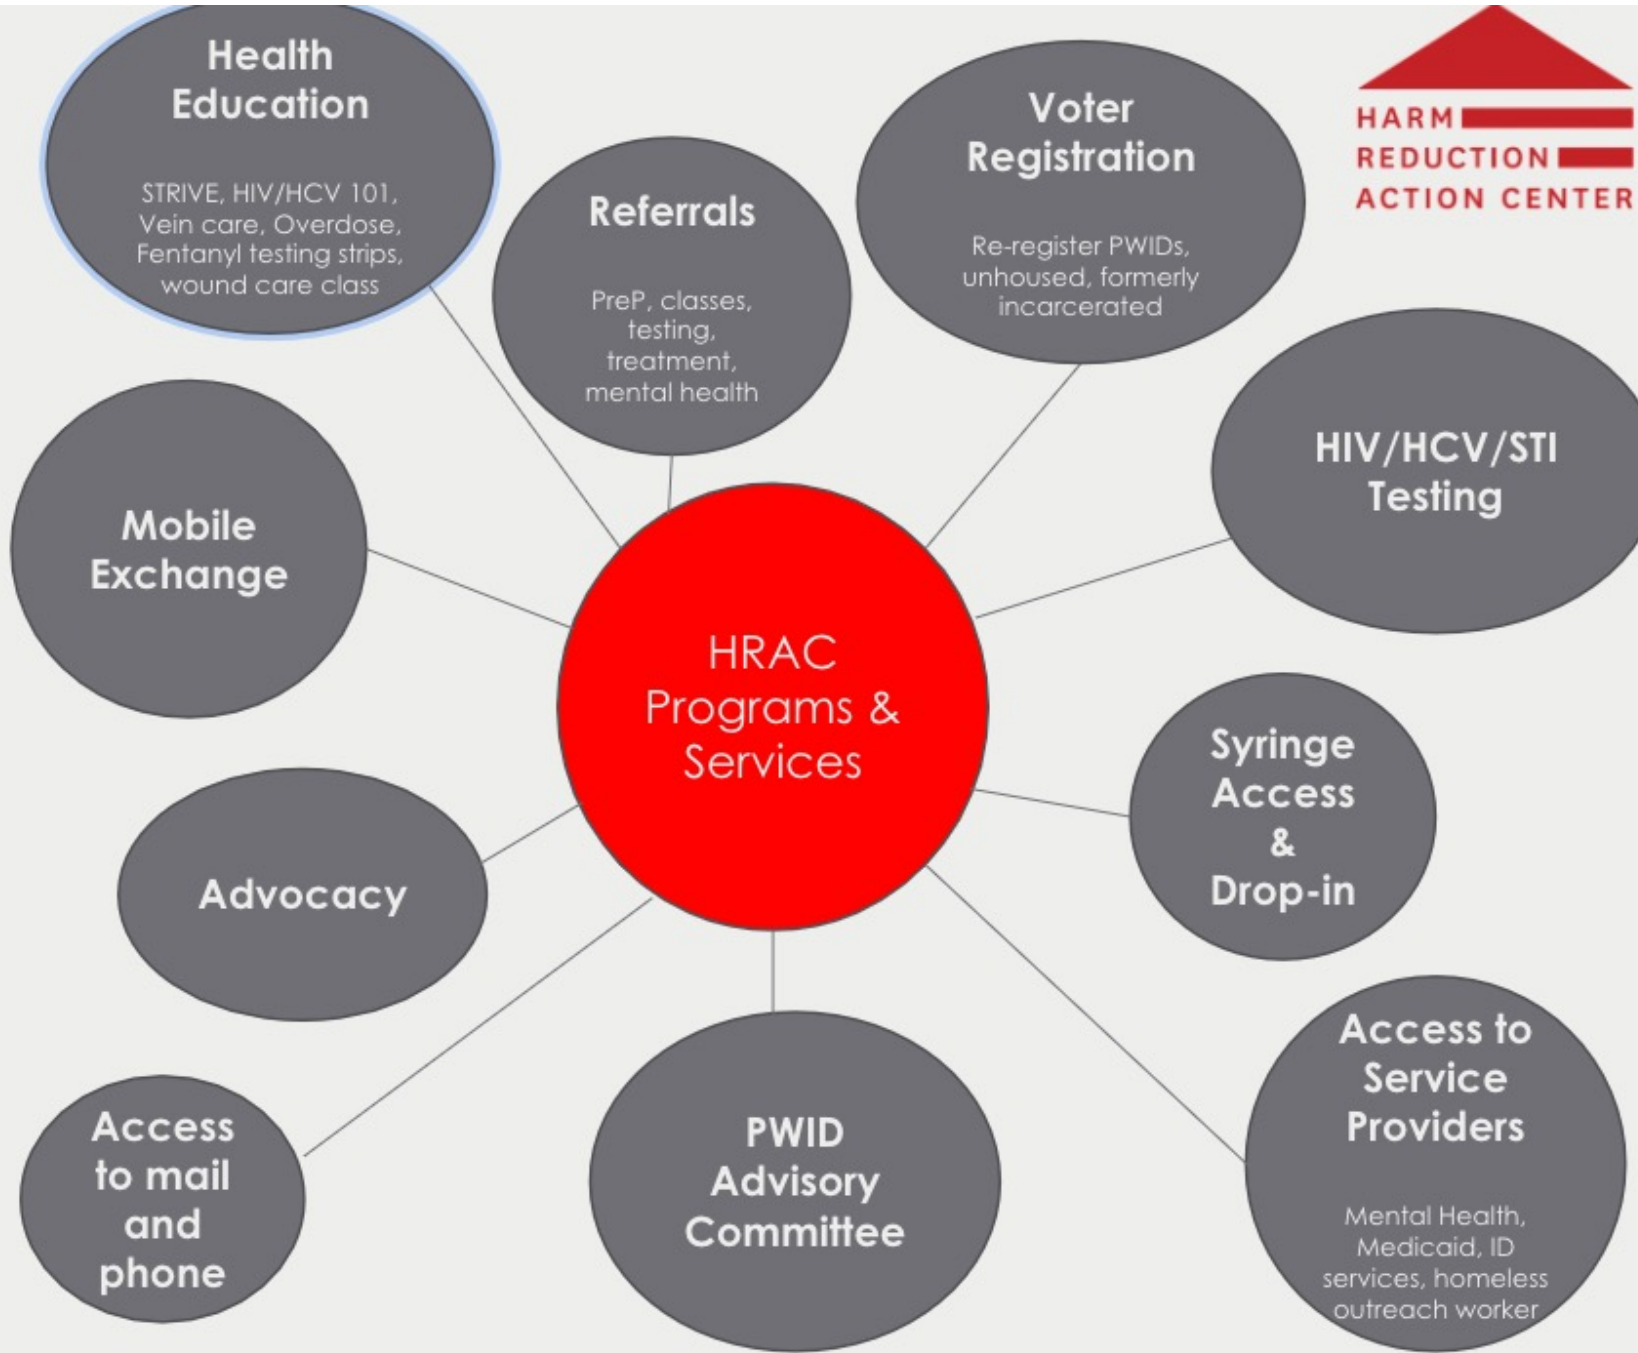 Health
Education
STRIVE, HIV/HCV 101,
Vein care, Overdose,
Fentanyl testing strips,
wound care class
Referrals
PreP, classes,
testing,
treatment,
mental health
Voter
Registration
Re-register PWIDs,
unhoused, formerly
incarcerated
HARM
REDUCTION
ACTION CENTER
HIV/HCV/STI
Testing
Mobile
Exchange
HRAC
Programs &
Services
Syringe
Access
&
Drop-in
Advocacy
Access to
Service
Providers
Mental Health,
Medicaid, ID
services, homeless
outreach worker
PWID
Advisory
Committee
Access
to mail
and
phone